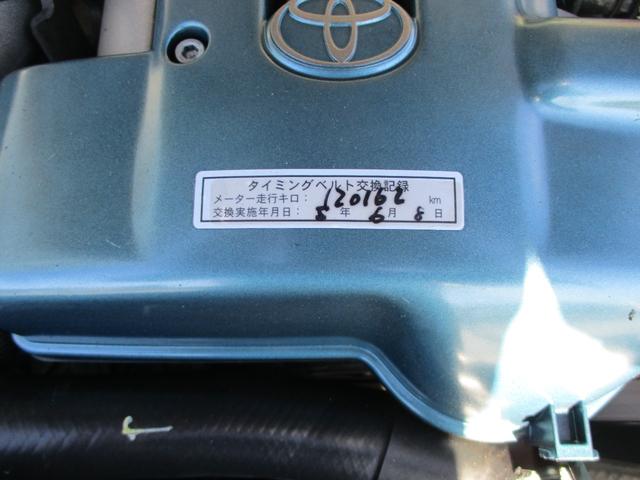 タイミングベルト交換記録
メーター走行キロ: 120162 km
交換実施年月日: 5年 6月 8日